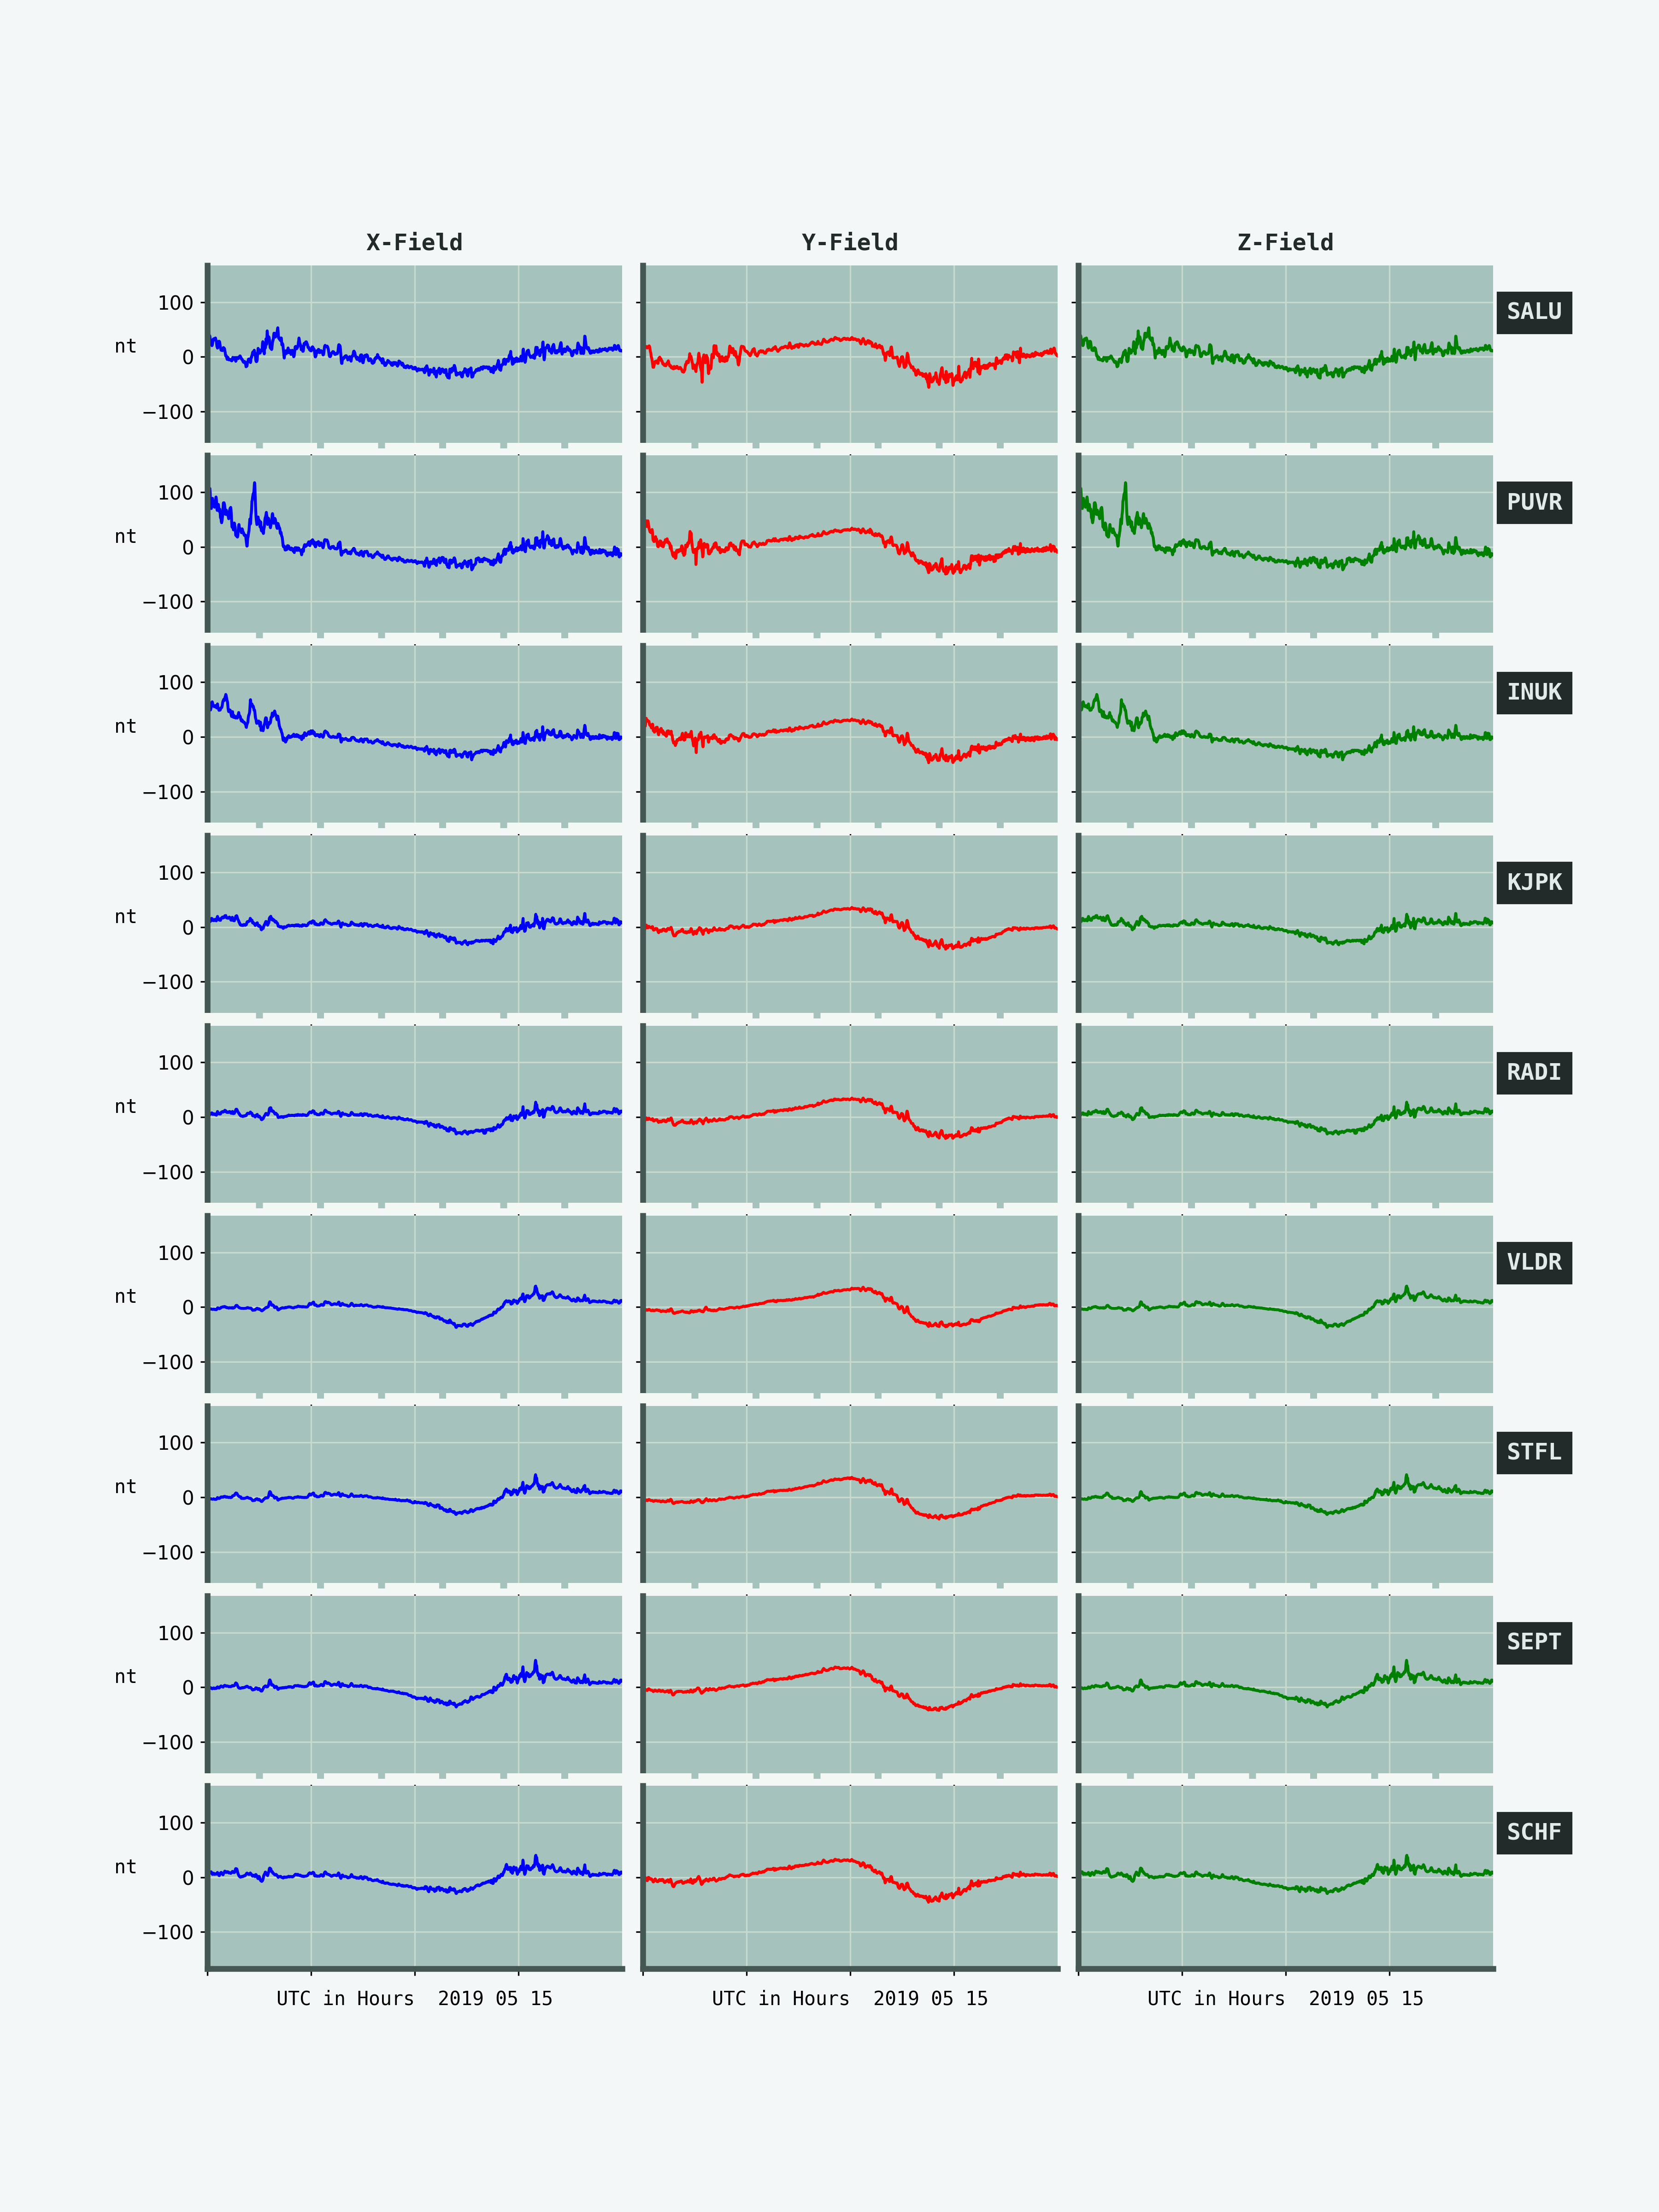 X-Field Y-Field Z-Field
100
nt 0 SALU
−100
100
nt 0 PUVR
−100
100
nt 0 INUK
−100
100
nt 0 KJPK
−100
100
nt 0 RADI
−100
100
nt 0 VLDR
−100
100
nt 0 STFL
−100
100
nt 0 SEPT
−100
100
nt 0 SCHF
−100
UTC in Hours 2019 05 15 UTC in Hours 2019 05 15 UTC in Hours 2019 05 15